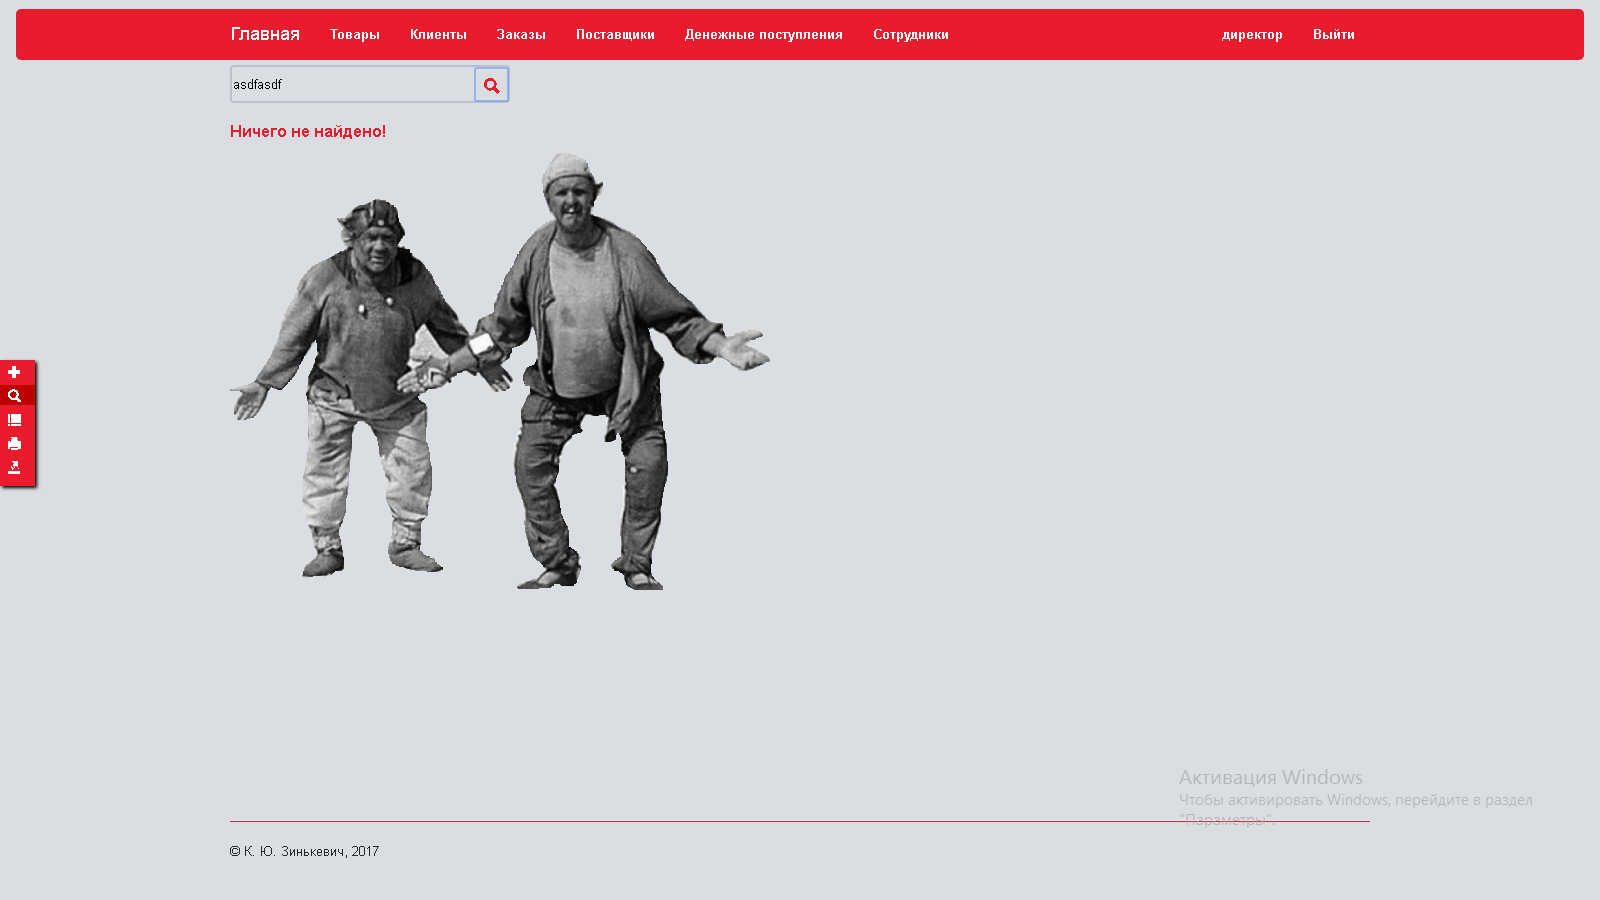 Главная Товары Клиенты Заказы Поставщики Денежные поступления Сотрудники директор Выйти
asdfasdf
Ничего не найдено!
Активация Windows
Чтобы активировать Windows, перейдите в раздел
"Параметры".
© К. Ю. Зинькевич, 2017